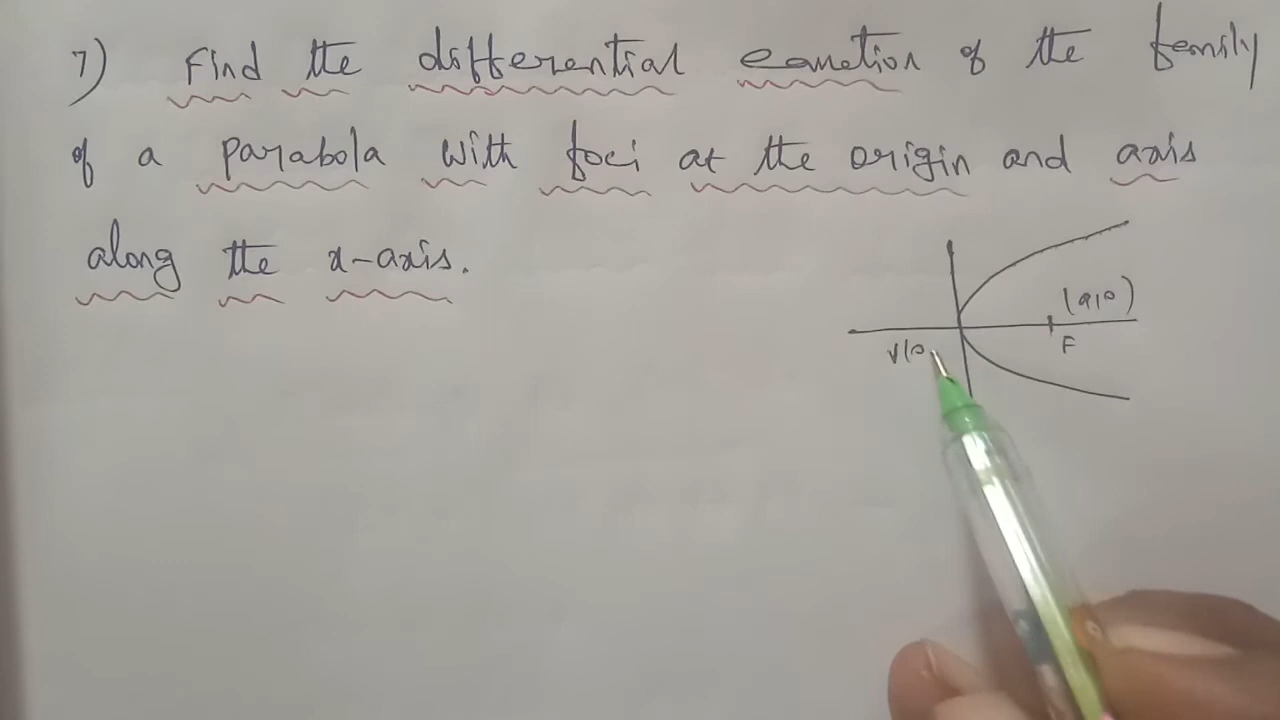 7) Find the differential equation of the family
of a parabola with foci at the origin and axis
along the x-axis.
(a,0)
V(0
F